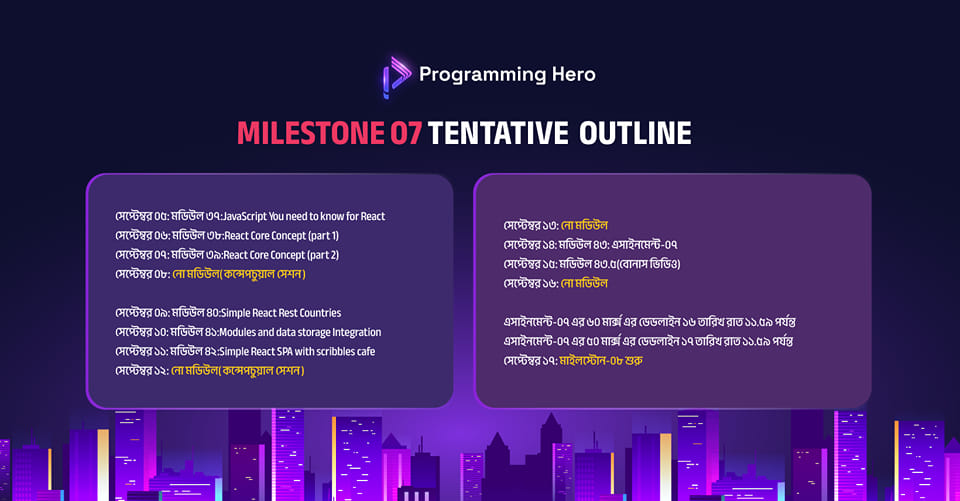 Programming Hero
MILESTONE 07 TENTATIVE OUTLINE
সেপ্টেম্বর ০৫: মডিউল ৩৭:JavaScript You need to know for React
সেপ্টেম্বর ০৬: মডিউল ৩৮:React Core Concept (part 1)
সেপ্টেম্বর ০৭: মডিউল ৩৯:React Core Concept (part 2)
সেপ্টেম্বর ০৮: নো মডিউল( কন্সেপচুয়াল সেশন )
সেপ্টেম্বর ০৯: মডিউল ৪০:Simple React Rest Countries
সেপ্টেম্বর ১০: মডিউল ৪১:Modules and data storage Integration
সেপ্টেম্বর ১১: মডিউল ৪২:Simple React SPA with scribbles cafe
সেপ্টেম্বর ১২: নো মডিউল( কন্সেপচুয়াল সেশন )
সেপ্টেম্বর ১৩: নো মডিউল
সেপ্টেম্বর ১৪: মডিউল ৪৩: এসাইনমেন্ট-০৭
সেপ্টেম্বর ১৫: মডিউল ৪৩.৫(বোনাস ভিডিও)
সেপ্টেম্বর ১৬: নো মডিউল
এসাইনমেন্ট-০৭ এর ৬০ মার্ক্স এর ডেডলাইন ১৬ তারিখ রাত ১১.৫৯ পর্যন্ত
এসাইনমেন্ট-০৭ এর ৫০ মার্ক্স এর ডেডলাইন ১৭ তারিখ রাত ১১.৫৯ পর্যন্ত
সেপ্টেম্বর ১৭: মাইলস্টোন-০৮ শুরু